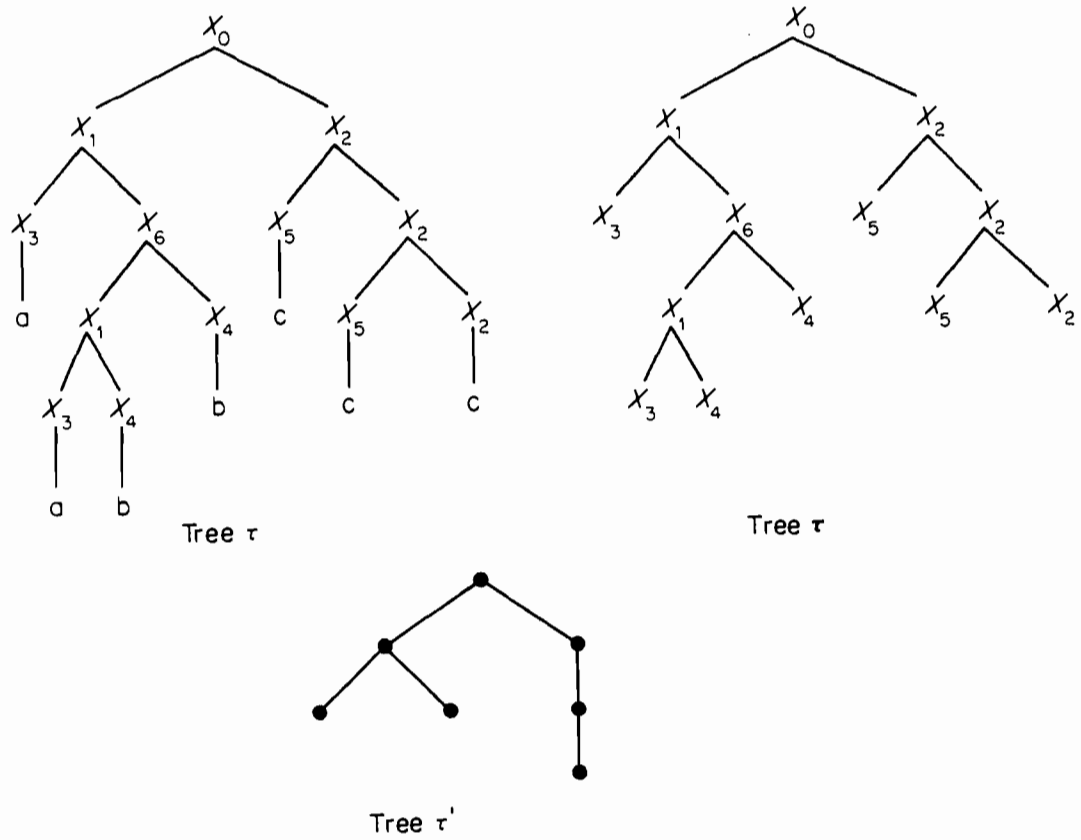 X₀ X₀
X₁ X₂ X₁ X₂
X₃ X₆ X₅ X₂ X₃ X₆ X₅ X₂
a X₁ X₄ c X₅ X₂ X₁ X₄ X₅ X₂
X₃ X₄ b c c X₃ X₄
a b
Tree τ Tree τ
Tree τ'